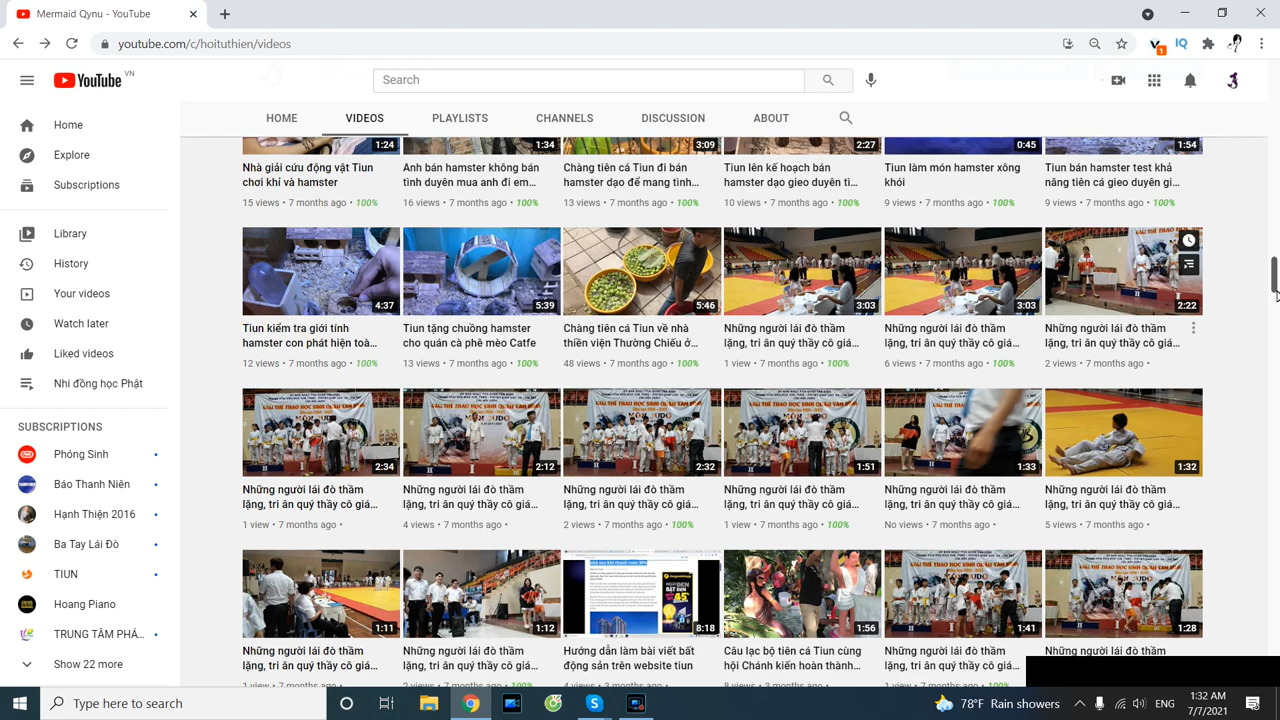 Mermaid Qynu - YouTube
youtube.com/c/hoituthien/videos
1
YouTube VN
Search
HOME VIDEOS PLAYLISTS CHANNELS DISCUSSION ABOUT
Home
Explore
Subscriptions
Library
History
Your videos
Watch later
Liked videos
Nhi đồng học Phật
SUBSCRIPTIONS
Phóng Sinh
Báo Thanh Niên
Hạnh Thiện 2016
Ba Tay Lái Đò
TIUN
Hoàng Piano
TRUNG TÂM PHÁ...
Show 22 more
1:24 1:34 3:09 2:27 0:45 1:54
Nhà giải cứu động vật Tiun
chơi khỉ và hamster
15 views • 7 months ago • 100%
Anh bán hamster không bán
tình duyên mua anh đi em...
16 views • 7 months ago • 100%
Chàng tiên cá Tiun đi bán
hamster dạo để mang tình...
13 views • 7 months ago • 100%
Tiun lên kế hoạch bán
hamster dạo gieo duyên tì...
10 views • 7 months ago • 100%
Tiun làm món hamster xông
khói
9 views • 7 months ago • 100%
Tiun bán hamster test khả
năng tiên cá gieo duyên gi...
9 views • 7 months ago • 100%
4:37 5:39 5:46 3:03 3:03 2:22
Tiun kiểm tra giới tính
hamster con phát hiện toà...
12 views • 7 months ago • 100%
Tiun tặng chuồng hamster
cho quán cà phê mèo Catfe
13 views • 7 months ago • 100%
Chàng tiên cá Tiun về nhà
thiền viện Thường Chiếu ở...
48 views • 7 months ago • 100%
Những người lái đò thầm
lặng, tri ân quý thầy cô giá...
1 view • 7 months ago • 100%
Những người lái đò thầm
lặng, tri ân quý thầy cô giá...
6 views • 7 months ago • 100%
Những người lái đò thầm
lặng, tri ân quý thầy cô giá...
2 views • 7 months ago •
2:34 2:12 2:32 1:51 1:33 1:32
Những người lái đò thầm
lặng, tri ân quý thầy cô giá...
1 view • 7 months ago •
Những người lái đò thầm
lặng, tri ân quý thầy cô giá...
4 views • 7 months ago •
Những người lái đò thầm
lặng, tri ân quý thầy cô giá...
2 views • 7 months ago • 100%
Những người lái đò thầm
lặng, tri ân quý thầy cô giá...
1 view • 7 months ago • 100%
Những người lái đò thầm
lặng, tri ân quý thầy cô giá...
No views • 7 months ago •
Những người lái đò thầm
lặng, tri ân quý thầy cô giá...
5 views • 7 months ago •
1:11 1:12 8:18 1:56 1:41 1:28
Những người lái đò thầm
lặng, tri ân quý thầy cô giá...
Những người lái đò thầm
lặng, tri ân quý thầy cô giá...
Hướng dẫn làm bài viết bất
động sản trên website tiun
Câu lạc bộ tiên cá Tiun cùng
hội Chánh kiến hoàn thành...
Những người lái đò thầm
lặng, tri ân quý thầy cô giá...
Những người lái đò thầm
Type here to search
78°F Rain showers
ENG
1:32 AM
7/7/2021